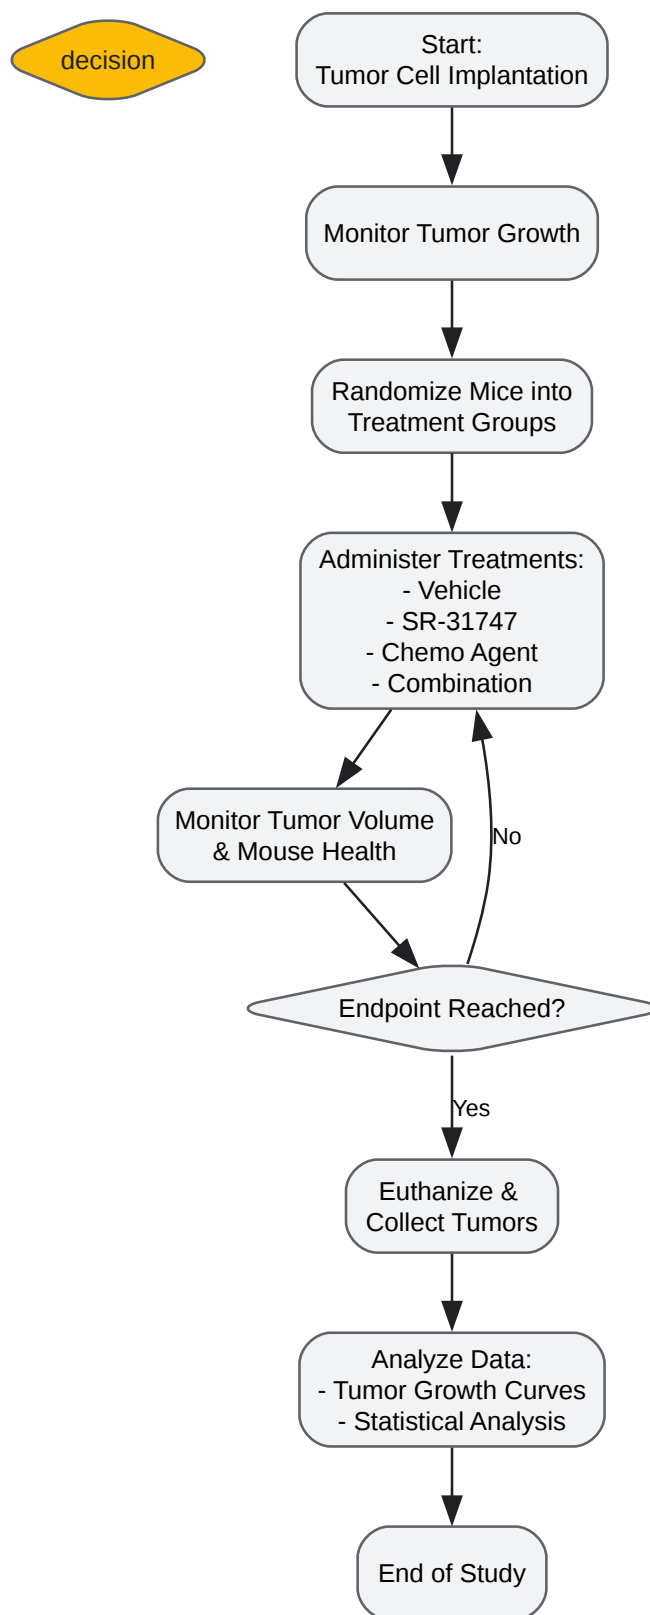 decision
Start:
Tumor Cell Implantation
Monitor Tumor Growth
Randomize Mice into
Treatment Groups
Administer Treatments:
- Vehicle
- SR-31747
- Chemo Agent
- Combination
Monitor Tumor Volume
& Mouse Health
No
Endpoint Reached?
Yes
Euthanize &
Collect Tumors
Analyze Data:
- Tumor Growth Curves
- Statistical Analysis
End of Study